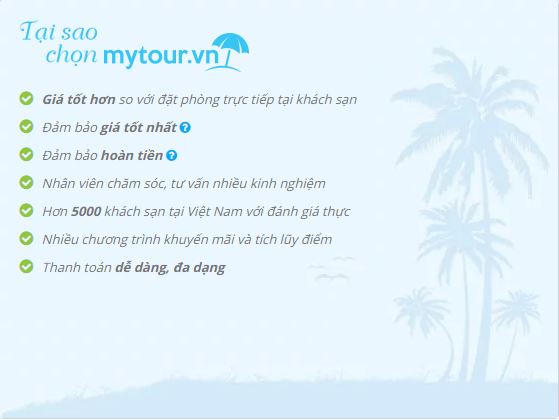 Tại sao
chọn mytour.vn
Giá tốt hơn so với đặt phòng trực tiếp tại khách sạn
Đảm bảo giá tốt nhất ?
Đảm bảo hoàn tiền ?
Nhân viên chăm sóc, tư vấn nhiều kinh nghiệm
Hơn 5000 khách sạn tại Việt Nam với đánh giá thực
Nhiều chương trình khuyến mãi và tích lũy điểm
Thanh toán dễ dàng, đa dạng